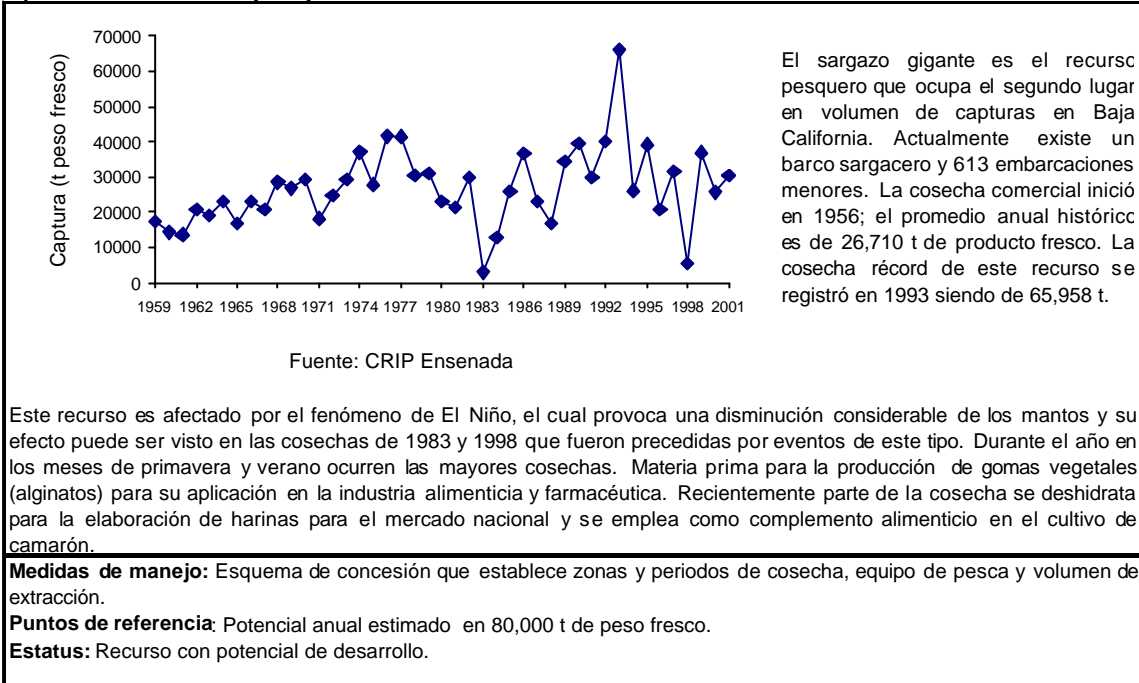 70000
60000
50000
40000
30000
20000
10000
0
Captura (t peso fresco)
1959 1962 1965 1968 1971 1974 1977 1980 1983 1986 1989 1992 1995 1998 2001
Fuente: CRIP Ensenada
El sargazo gigante es el recurso
pesquero que ocupa el segundo lugar
en volumen de capturas en Baja
California. Actualmente existe un
barco sargacero y 613 embarcaciones
menores. La cosecha comercial inició
en 1956; el promedio anual histórico
es de 26,710 t de producto fresco. La
cosecha récord de este recurso se
registró en 1993 siendo de 65,958 t.
Este recurso es afectado por el fenómeno de El Niño, el cual provoca una disminución considerable de los mantos y su
efecto puede ser visto en las cosechas de 1983 y 1998 que fueron precedidas por eventos de este tipo. Durante el año en
los meses de primavera y verano ocurren las mayores cosechas. Materia prima para la producción de gomas vegetales
(alginatos) para su aplicación en la industria alimenticia y farmacéutica. Recientemente parte de la cosecha se deshidrata
para la elaboración de harinas para el mercado nacional y se emplea como complemento alimenticio en el cultivo de
camarón.
Medidas de manejo: Esquema de concesión que establece zonas y periodos de cosecha, equipo de pesca y volumen de
extracción.
Puntos de referencia: Potencial anual estimado en 80,000 t de peso fresco.
Estatus: Recurso con potencial de desarrollo.